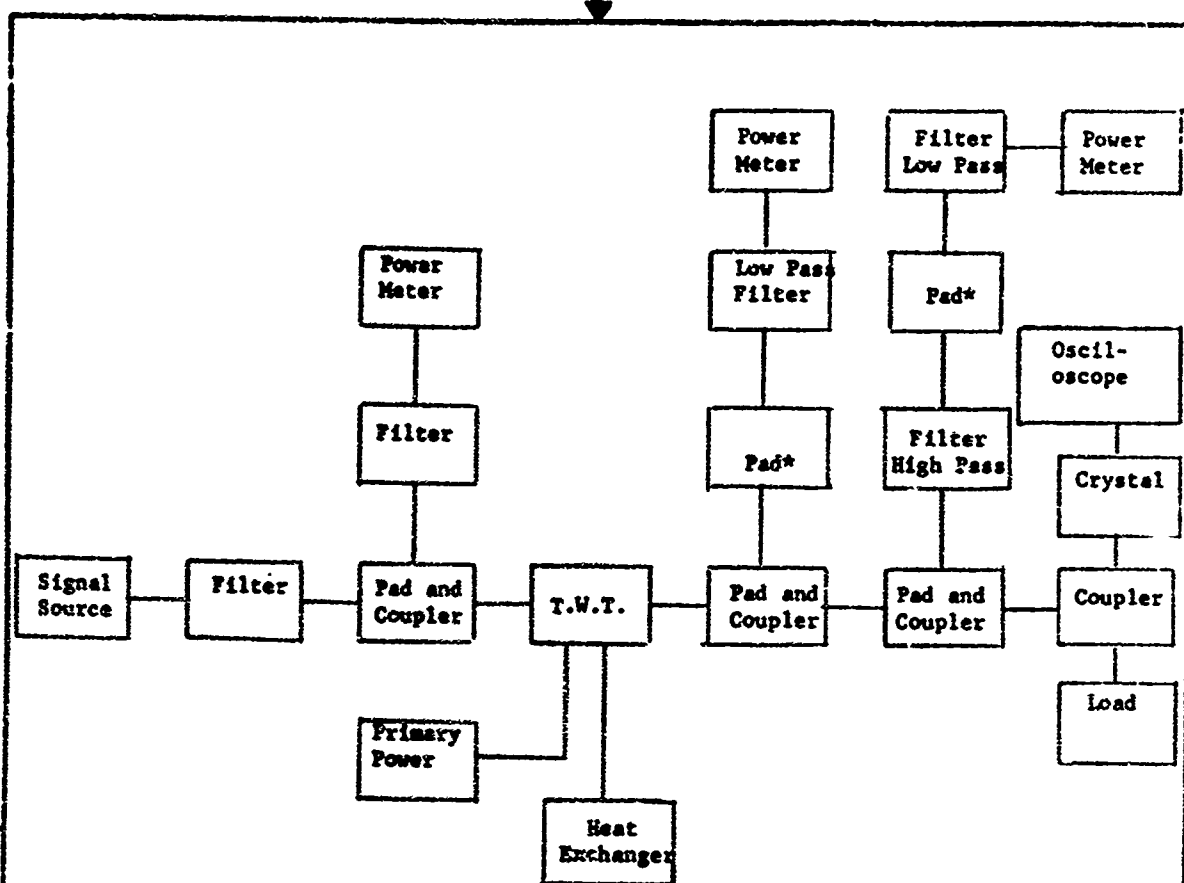 Power
Meter
Filter
Low Pass
Power
Meter
Power
Meter
Low Pass
Filter
Pad*
Oscil-
oscope
Filter
Pad*
Filter
High Pass
Crystal
Signal
Source
Filter
Pad and
Coupler
T.W.T.
Pad and
Coupler
Pad and
Coupler
Coupler
Primary
Power
Load
Heat
Exchanger